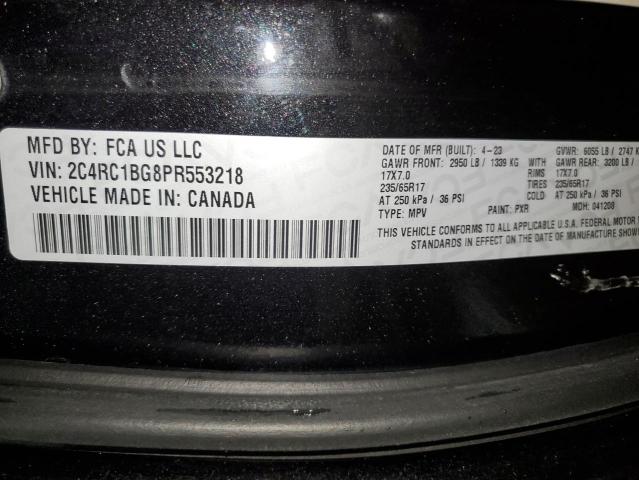 MFD BY: FCA US LLC
VIN: 2C4RC1BG8PR553218
VEHICLE MADE IN: CANADA
DATE OF MFR (BUILT): 4-23 GVWR: 6055 LB / 2747
GAWR FRONT: 2950 LB / 1339 KG GAWR REAR: 3200 LB /
17X7.0 RIMS 17X7.0
235/65R17 TIRES 235/65R17
AT 250 kPa / 36 PSI COLD AT 250 kPa / 36 PSI
TYPE: MPV PAINT: PXR MDH: 041208
THIS VEHICLE CONFORMS TO ALL APPLICABLE U.S.A. FEDERAL MOTOR
STANDARDS IN EFFECT ON THE DATE OF MANUFACTURE